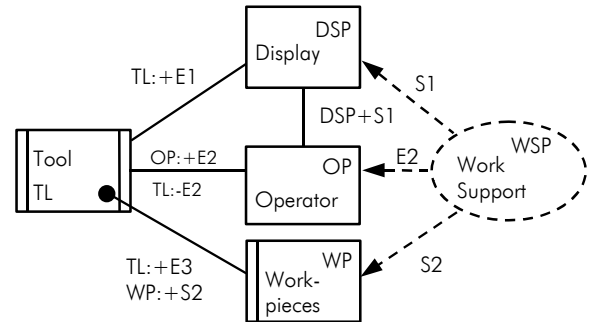 DSP
Display
TL:+E1
S1
DSP+S1
WSP
Work
Support
Tool
TL
OP:+E2
TL:-E2
OP
Operator
E2
TL:+E3
WP:+S2
WP
Work-
pieces
S2